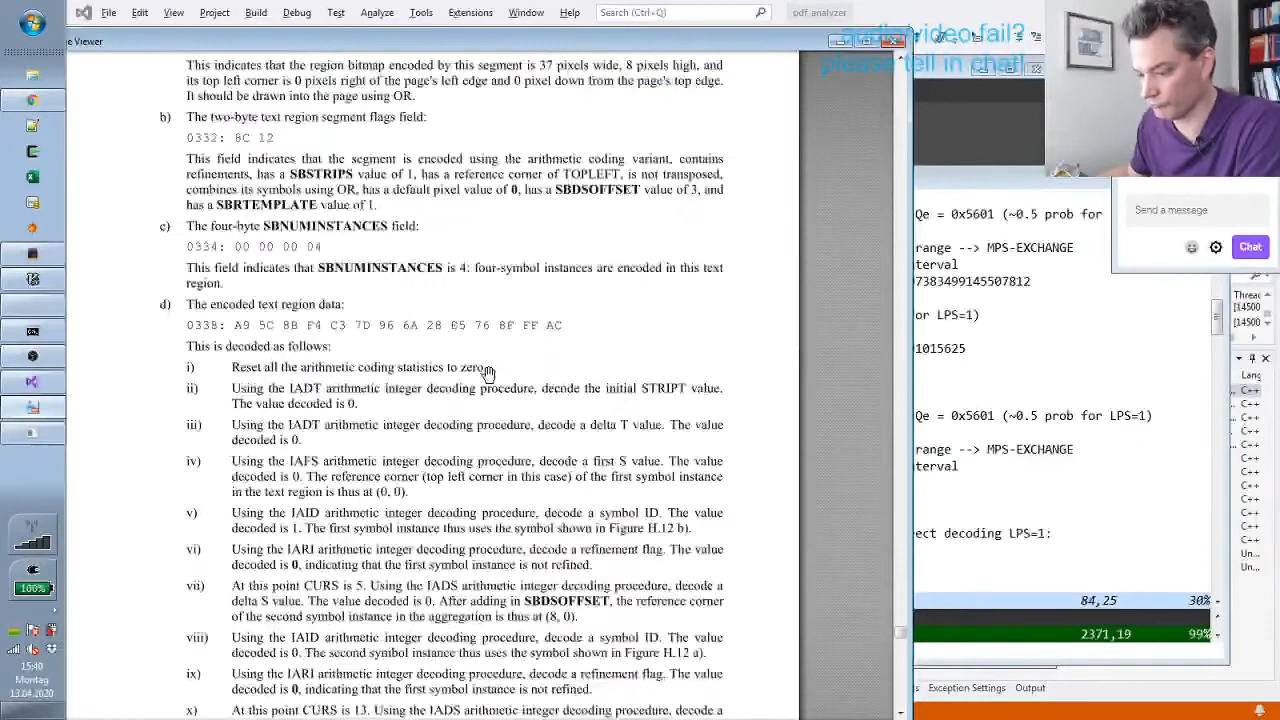 File Edit View Project Build Debug Test Analyze Tools Extensions Window Help Search (Ctrl+Q) pdf_analyzer
e Viewer
audio/video fail?
please tell in chat!
This indicates that the region bitmap encoded by this segment is 37 pixels wide, 8 pixels high, and
its top left corner is 0 pixels right of the page's left edge and 0 pixel down from the page's top edge.
It should be drawn into the page using OR.
b) The two-byte text region segment flags field:
0332: 8C 12
This field indicates that the segment is encoded using the arithmetic coding variant, contains
refinements, has a SBSTRIPS value of 1, has a reference corner of TOPLEFT, is not transposed,
combines its symbols using OR, has a default pixel value of 0, has a SBDSOFFSET value of 3, and
has a SBRTEMPLATE value of 1.
c) The four-byte SBNUMINSTANCES field:
0334: 00 00 00 04
This field indicates that SBNUMINSTANCES is 4: four-symbol instances are encoded in this text
region.
d) The encoded text region data:
0338: A9 5C 8B F4 C3 7D 96 6A 28 E5 76 8F FF AC
This is decoded as follows:
i) Reset all the arithmetic coding statistics to zero
ii) Using the IADT arithmetic integer decoding procedure, decode the initial STRIPT value.
The value decoded is 0.
iii) Using the IADT arithmetic integer decoding procedure, decode a delta T value. The value
decoded is 0.
iv) Using the IAFS arithmetic integer decoding procedure, decode a first S value. The value
decoded is 0. The reference corner (top left corner in this case) of the first symbol instance
in the text region is thus at (0, 0).
v) Using the IAID arithmetic integer decoding procedure, decode a symbol ID. The value
decoded is 1. The first symbol instance thus uses the symbol shown in Figure H.12 b).
vi) Using the IARI arithmetic integer decoding procedure, decode a refinement flag. The value
decoded is 0, indicating that the first symbol instance is not refined.
vii) At this point CURS is 5. Using the IADS arithmetic integer decoding procedure, decode a
delta S value. The value decoded is 0. After adding in SBDSOFFSET, the reference corner
of the second symbol instance in the aggregation is thus at (8, 0).
viii) Using the IAID arithmetic integer decoding procedure, decode a symbol ID. The value
decoded is 0. The second symbol instance thus uses the symbol shown in Figure H.12 a).
ix) Using the IARI arithmetic integer decoding procedure, decode a refinement flag. The value
decoded is 0, indicating that the first symbol instance is not refined.
x) At this point CURS is 13. Using the IADS arithmetic integer decoding procedure, decode a
Send a message
Chat
Qe = 0x5601 (~0.5 prob for
range --> MPS-EXCHANGE
terval
07383499145507812
or LPS=1)
01015625
Qe = 0x5601 (~0.5 prob for LPS=1)
range --> MPS-EXCHANGE
terval
ect decoding LPS=1:
84,25 30%
2371,19 99%
Threac
[14500
[14500
Lang
C++
C++
C++
C++
C++
C++
C++
C++
C++
C++
C++
C++
Un...
Un...
Exception Settings Output
100%
15:40
Montag
13.04.2020